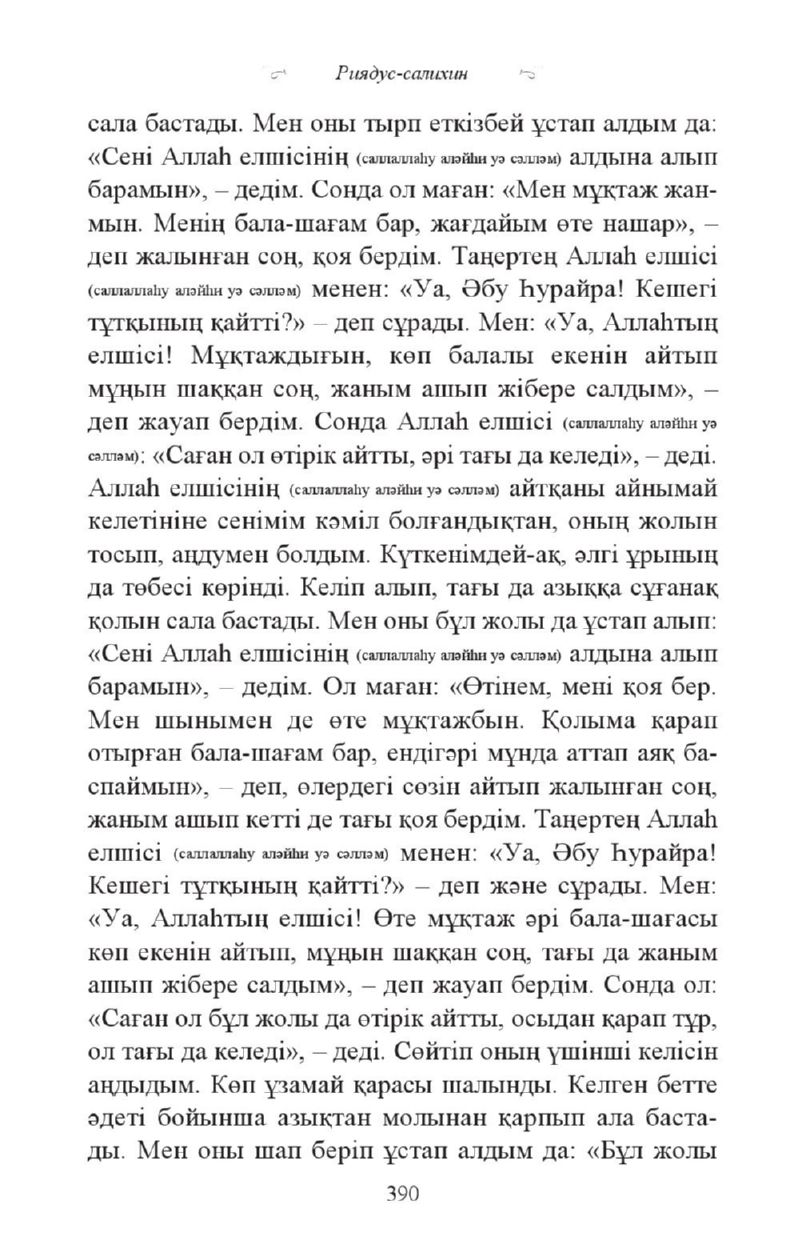 Риядус-салихин
сала бастады. Мен оны тырп еткізбей ұстап алдым да:
«Сені Аллаһ елшісінің (саллаллаһу аләйһи уә сәлләм) алдына алып
барамын», – дедім. Сонда ол маған: «Мен мұқтаж жан-
мын. Менің бала-шағам бар, жағдайым өте нашар», –
деп жалынған соң, қоя бердім. Таңертең Аллаһ елшісі
(саллаллаһу аләйһи уә сәлләм) менен: «Уа, Әбу Һурайра! Кешегі
тұтқының қайтті?» – деп сұрады. Мен: «Уа, Аллаһтың
елшісі! Мұқтаждығын, көп балалы екенін айтып
мұңын шаққан соң, жаным ашып жібере салдым», –
деп жауап бердім. Сонда Аллаһ елшісі (саллаллаһу аләйһи уә
сәлләм): «Саған ол өтірік айтты, әрі тағы да келеді», – деді.
Аллаһ елшісінің (саллаллаһу аләйһи уә сәлләм) айтқаны айнымай
келетініне сенімім кәміл болғандықтан, оның жолын
тосып, аңдумен болдым. Күткенімдей-ақ, әлгі ұрының
да төбесі көрінді. Келіп алып, тағы да азыққа сұғанақ
қолын сала бастады. Мен оны бұл жолы да ұстап алып:
«Сені Аллаһ елшісінің (саллаллаһу аләйһи уә сәлләм) алдына алып
барамын», – дедім. Ол маған: «Өтінем, мені қоя бер.
Мен шынымен де өте мұқтажбын. Қолыма қарап
отырған бала-шағам бар, ендігәрі мұнда аттап аяқ ба-
спаймын», – деп, өлердегі сөзін айтып жалынған соң,
жаным ашып кетті де тағы қоя бердім. Таңертең Аллаһ
елшісі (саллаллаһу аләйһи уә сәлләм) менен: «Уа, Әбу Һурайра!
Кешегі тұтқының қайтті?» – деп және сұрады. Мен:
«Уа, Аллаһтың елшісі! Өте мұқтаж әрі бала-шағасы
көп екенін айтып, мұңын шаққан соң, тағы да жаным
ашып жібере салдым», – деп жауап бердім. Сонда ол:
«Саған ол бұл жолы да өтірік айтты, осыдан қарап тұр,
ол тағы да келеді», – деді. Сөйтіп оның үшінші келісін
аңдыдым. Көп ұзамай қарасы шалынды. Келген бетте
әдеті бойынша азықтан молынан қарпып ала баста-
ды. Мен оны шап беріп ұстап алдым да: «Бұл жолы
390